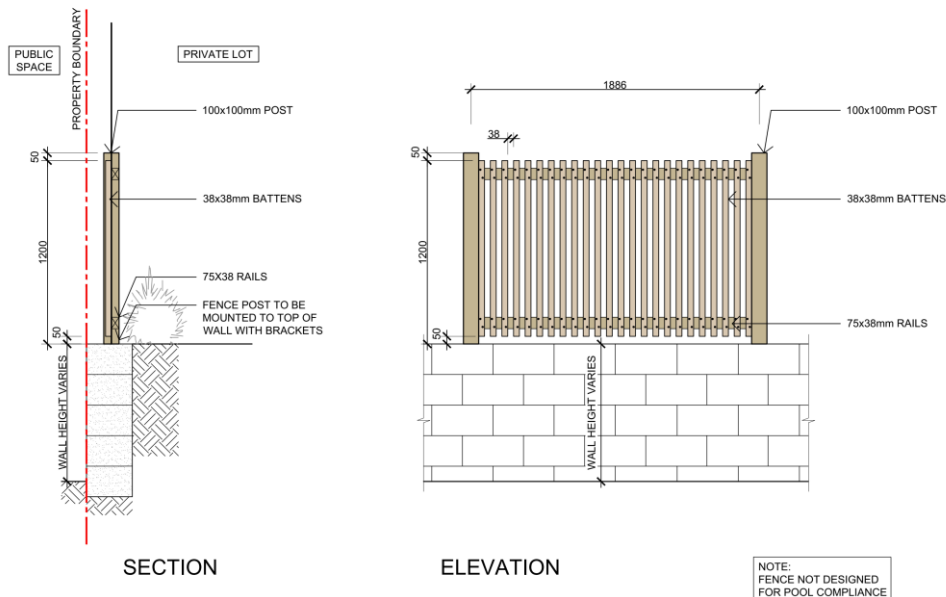 PUBLIC
SPACE
PROPERTY BOUNDARY
PRIVATE LOT
100x100mm POST
50
38x38mm BATTENS
1200
75X38 RAILS
FENCE POST TO BE
MOUNTED TO TOP OF
WALL WITH BRACKETS
50
WALL HEIGHT VARIES
SECTION
1886
100x100mm POST
38
50
38x38mm BATTENS
1200
75x38mm RAILS
50
WALL HEIGHT VARIES
ELEVATION
NOTE:
FENCE NOT DESIGNED
FOR POOL COMPLIANCE